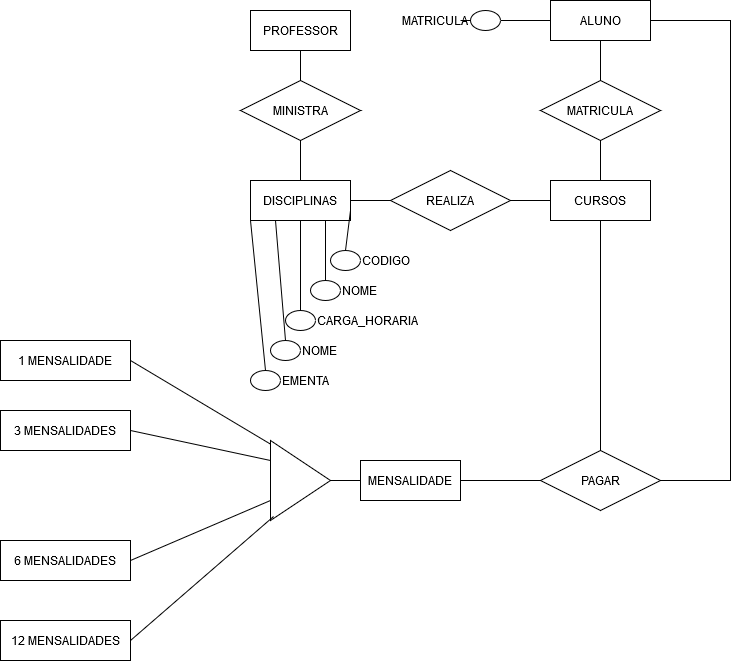 PROFESSOR
MATRICULA
ALUNO
MINISTRA
MATRICULA
DISCIPLINAS
REALIZA
CURSOS
CODIGO
NOME
CARGA_HORARIA
NOME
EMENTA
1 MENSALIDADE
3 MENSALIDADES
MENSALIDADE
PAGAR
6 MENSALIDADES
12 MENSALIDADES